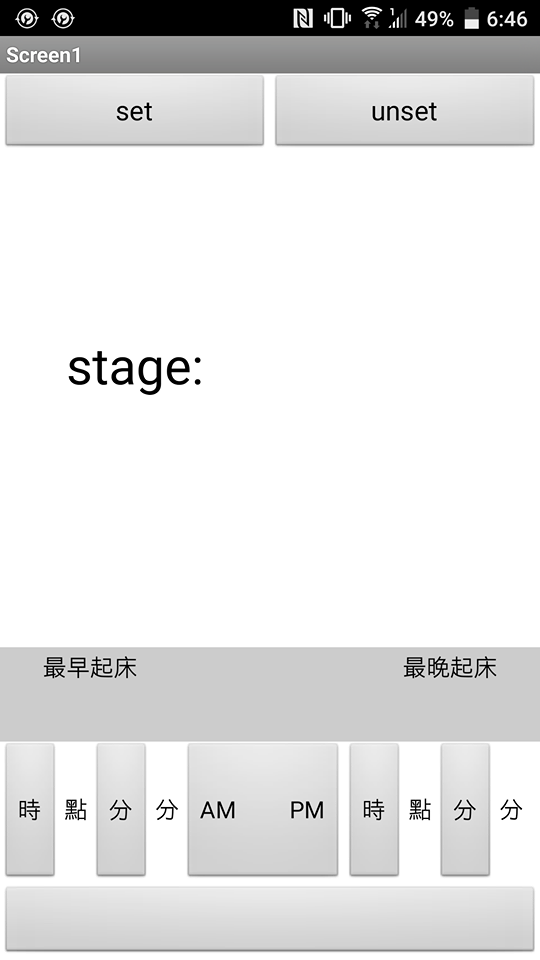 49% 6:46
Screen1
set unset
stage:
最早起床 最晚起床
時 點 分 分 AM PM 時 點 分 分